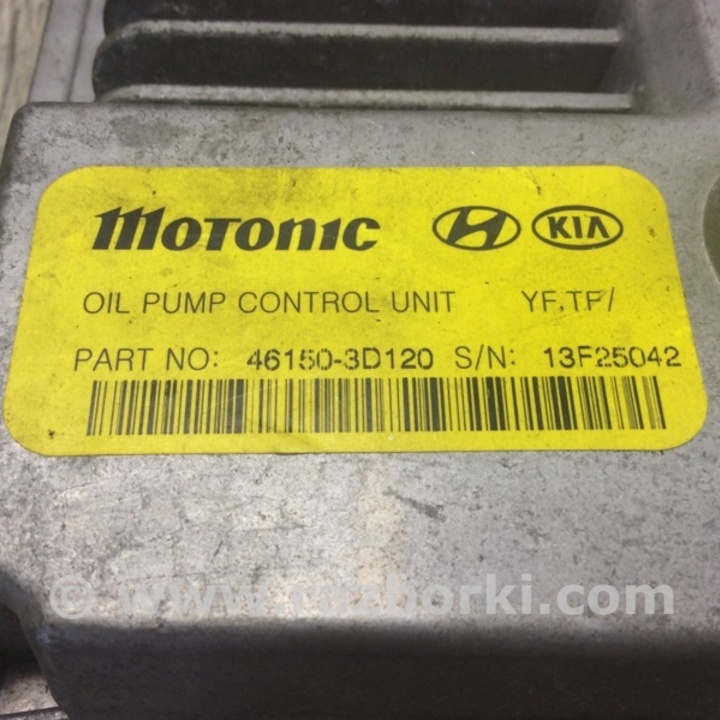 MOTONIC KIA
OIL PUMP CONTROL UNIT YF,TF/
PART NO: 46150-3D120 S/N: 13F25042
© www.razborki.com